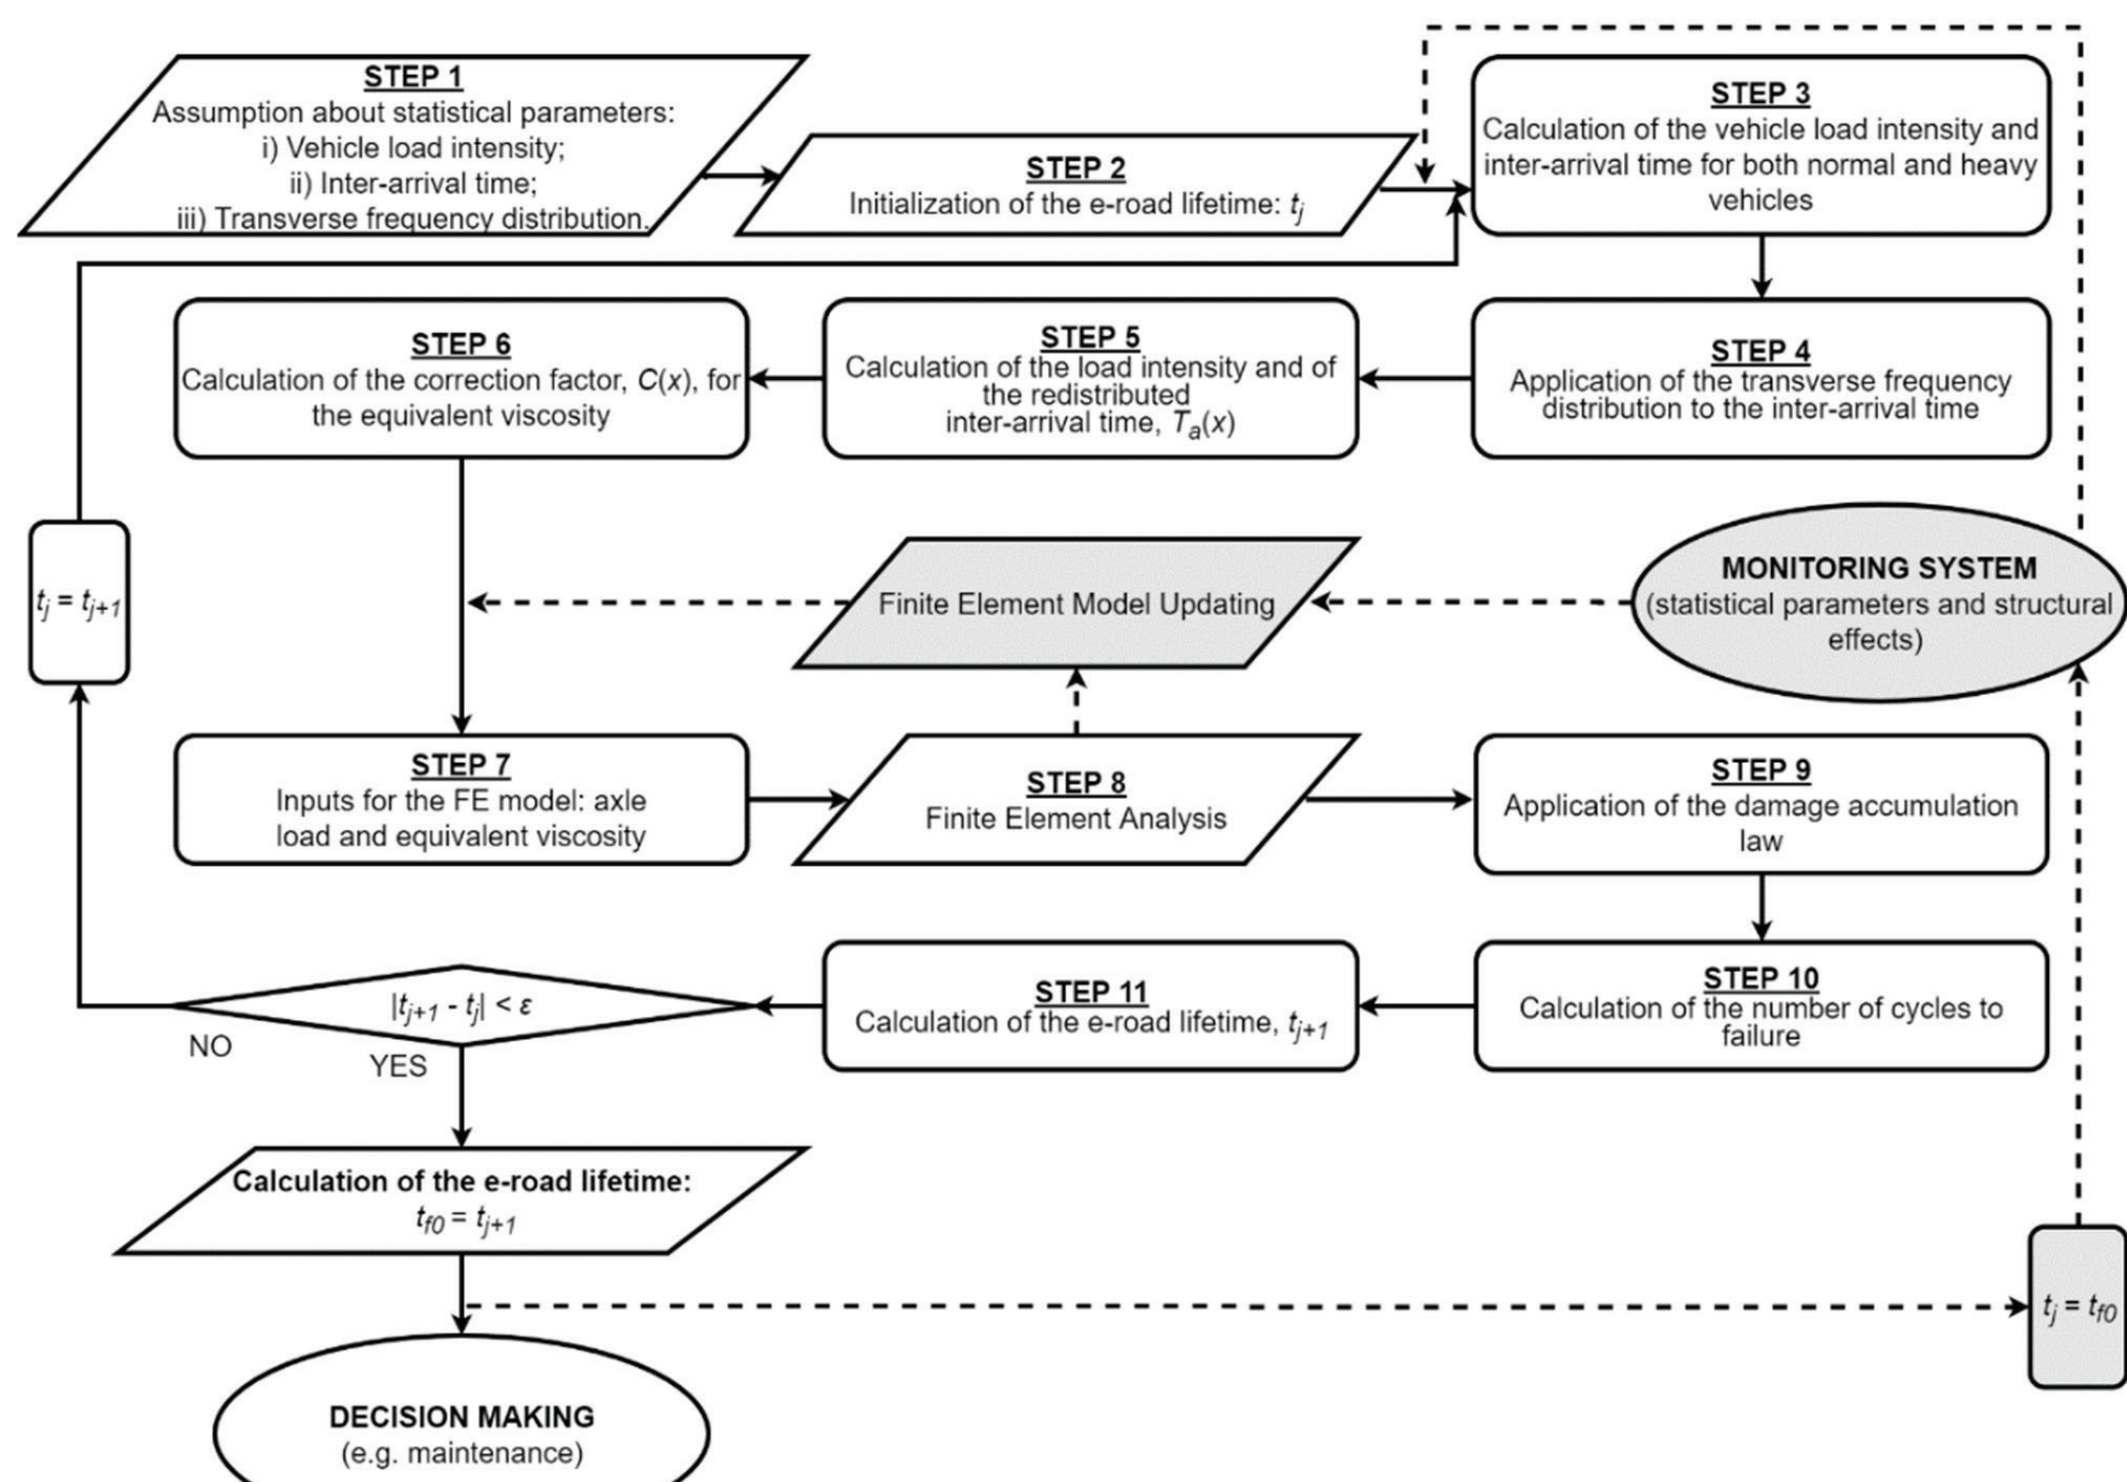 STEP 1
Assumption about statistical parameters:
i) Vehicle load intensity;
ii) Inter-arrival time;
iii) Transverse frequency distribution.
STEP 2
Initialization of the e-road lifetime: tj
STEP 3
Calculation of the vehicle load intensity and
inter-arrival time for both normal and heavy
vehicles
STEP 4
Application of the transverse frequency
distribution to the inter-arrival time
STEP 5
Calculation of the load intensity and of
the redistributed
inter-arrival time, Ta(x)
STEP 6
Calculation of the correction factor, C(x), for
the equivalent viscosity
tj = tj+1
Finite Element Model Updating
MONITORING SYSTEM
(statistical parameters and structural
effects)
STEP 7
Inputs for the FE model: axle
load and equivalent viscosity
STEP 8
Finite Element Analysis
STEP 9
Application of the damage accumulation
law
STEP 10
Calculation of the number of cycles to
failure
STEP 11
Calculation of the e-road lifetime, tj+1
|tj+1 - tj| < ε
NO
YES
Calculation of the e-road lifetime:
tf0 = tj+1
tj = tf0
DECISION MAKING
(e.g. maintenance)